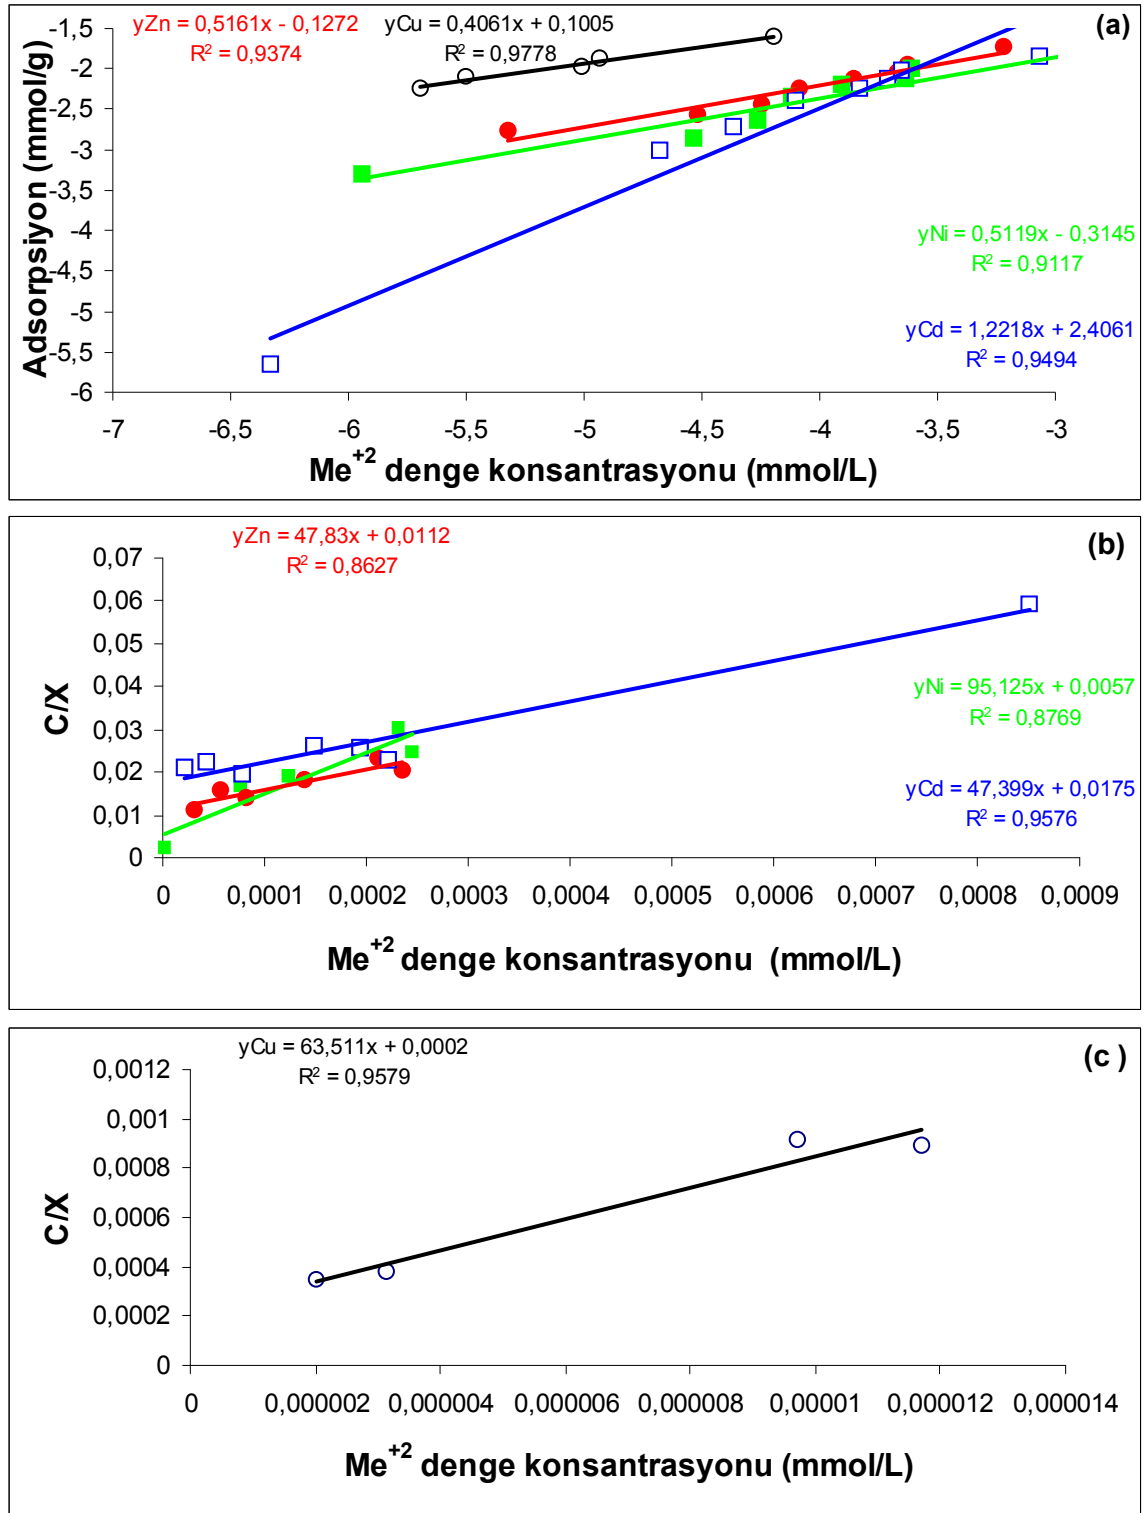 yZn = 0,5161x - 0,1272
R² = 0,9374
yCu = 0,4061x + 0,1005
R² = 0,9778
(a)
Adsorpsiyon (mmol/g)
-1,5
-2
-2,5
-3
-3,5
-4
-4,5
-5
-5,5
-6
yNi = 0,5119x - 0,3145
R² = 0,9117
yCd = 1,2218x + 2,4061
R² = 0,9494
-7 -6,5 -6 -5,5 -5 -4,5 -4 -3,5 -3
Me⁺² denge konsantrasyonu (mmol/L)
yZn = 47,83x + 0,0112
R² = 0,8627
(b)
C/X
0,07
0,06
0,05
0,04
0,03
0,02
0,01
0
yNi = 95,125x + 0,0057
R² = 0,8769
yCd = 47,399x + 0,0175
R² = 0,9576
0 0,0001 0,0002 0,0003 0,0004 0,0005 0,0006 0,0007 0,0008 0,0009
Me⁺² denge konsantrasyonu (mmol/L)
yCu = 63,511x + 0,0002
R² = 0,9579
(c )
C/X
0,0012
0,001
0,0008
0,0006
0,0004
0,0002
0
0 0,000002 0,000004 0,000006 0,000008 0,00001 0,000012 0,000014
Me⁺² denge konsantrasyonu (mmol/L)